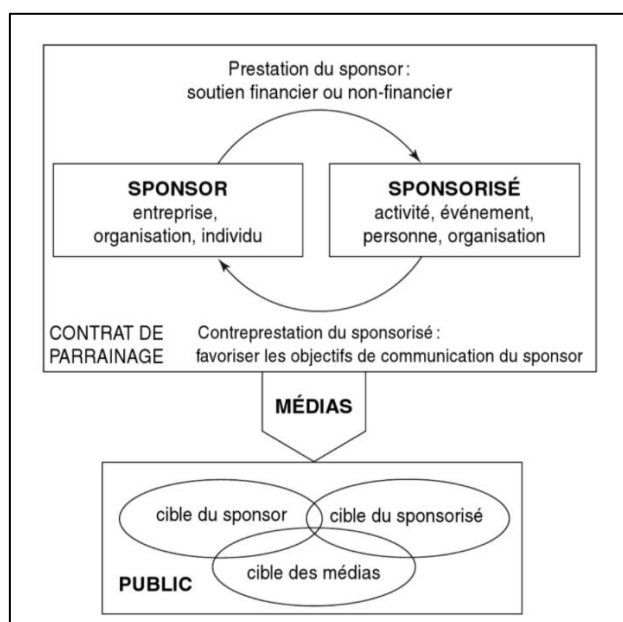 Prestation du sponsor :
soutien financier ou non-financier
SPONSOR
entreprise,
organisation, individu
SPONSORISÉ
activité, événement,
personne, organisation
CONTRAT DE
PARRAINAGE
Contreprestation du sponsorisé :
favoriser les objectifs de communication du sponsor
MÉDIAS
cible du sponsor
cible du sponsorisé
cible des médias
PUBLIC